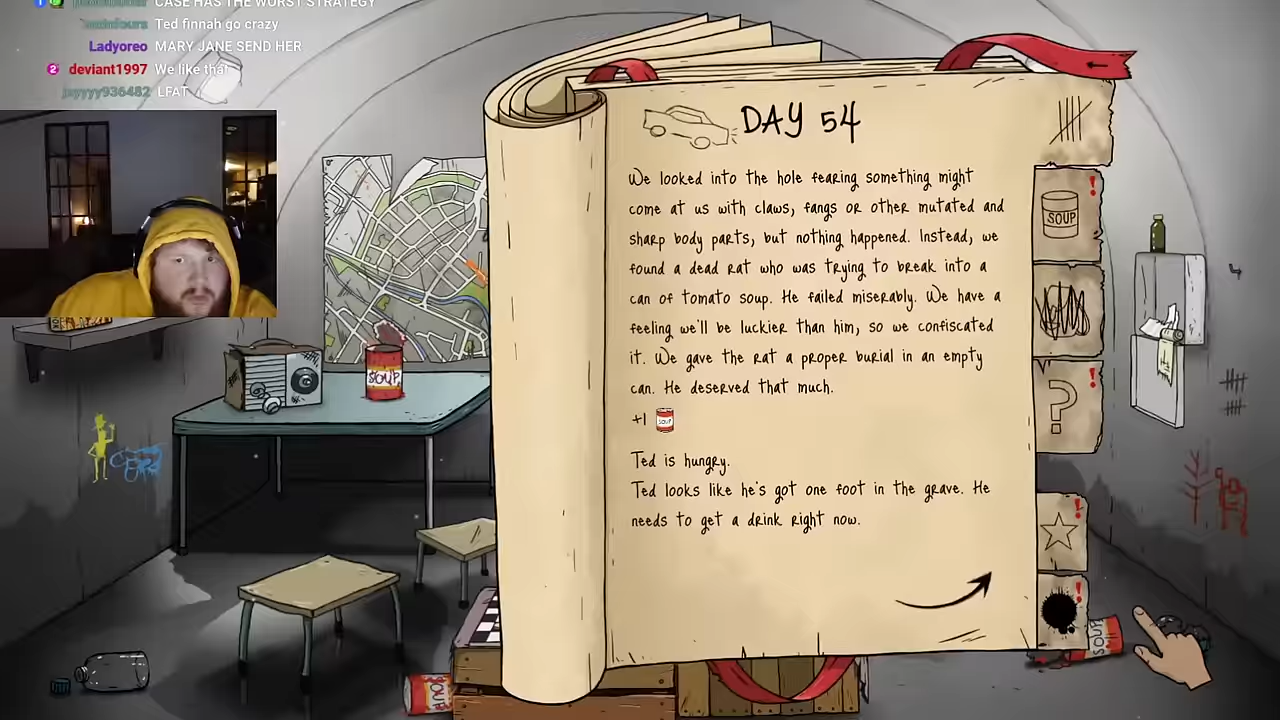 CASE HAS THE WORST STRATEGY
Ted finnah go crazy
Ladyoreo MARY JANE SEND HER
2 deviant1997 We like that
jayyyy936482 LFAT
DAY 54
We looked into the hole fearing something might
come at us with claws, fangs or other mutated and
sharp body parts, but nothing happened. Instead, we
found a dead rat who was trying to break into a
can of tomato soup. He failed miserably. We have a
feeling we'll be luckier than him, so we confiscated
it. We gave the rat a proper burial in an empty
can. He deserved that much.
+1 SOUP
Ted is hungry.
Ted looks like he's got one foot in the grave. He
needs to get a drink right now.
SOUP
!
?
!
!
!
SOUP
SOUP
SOUP